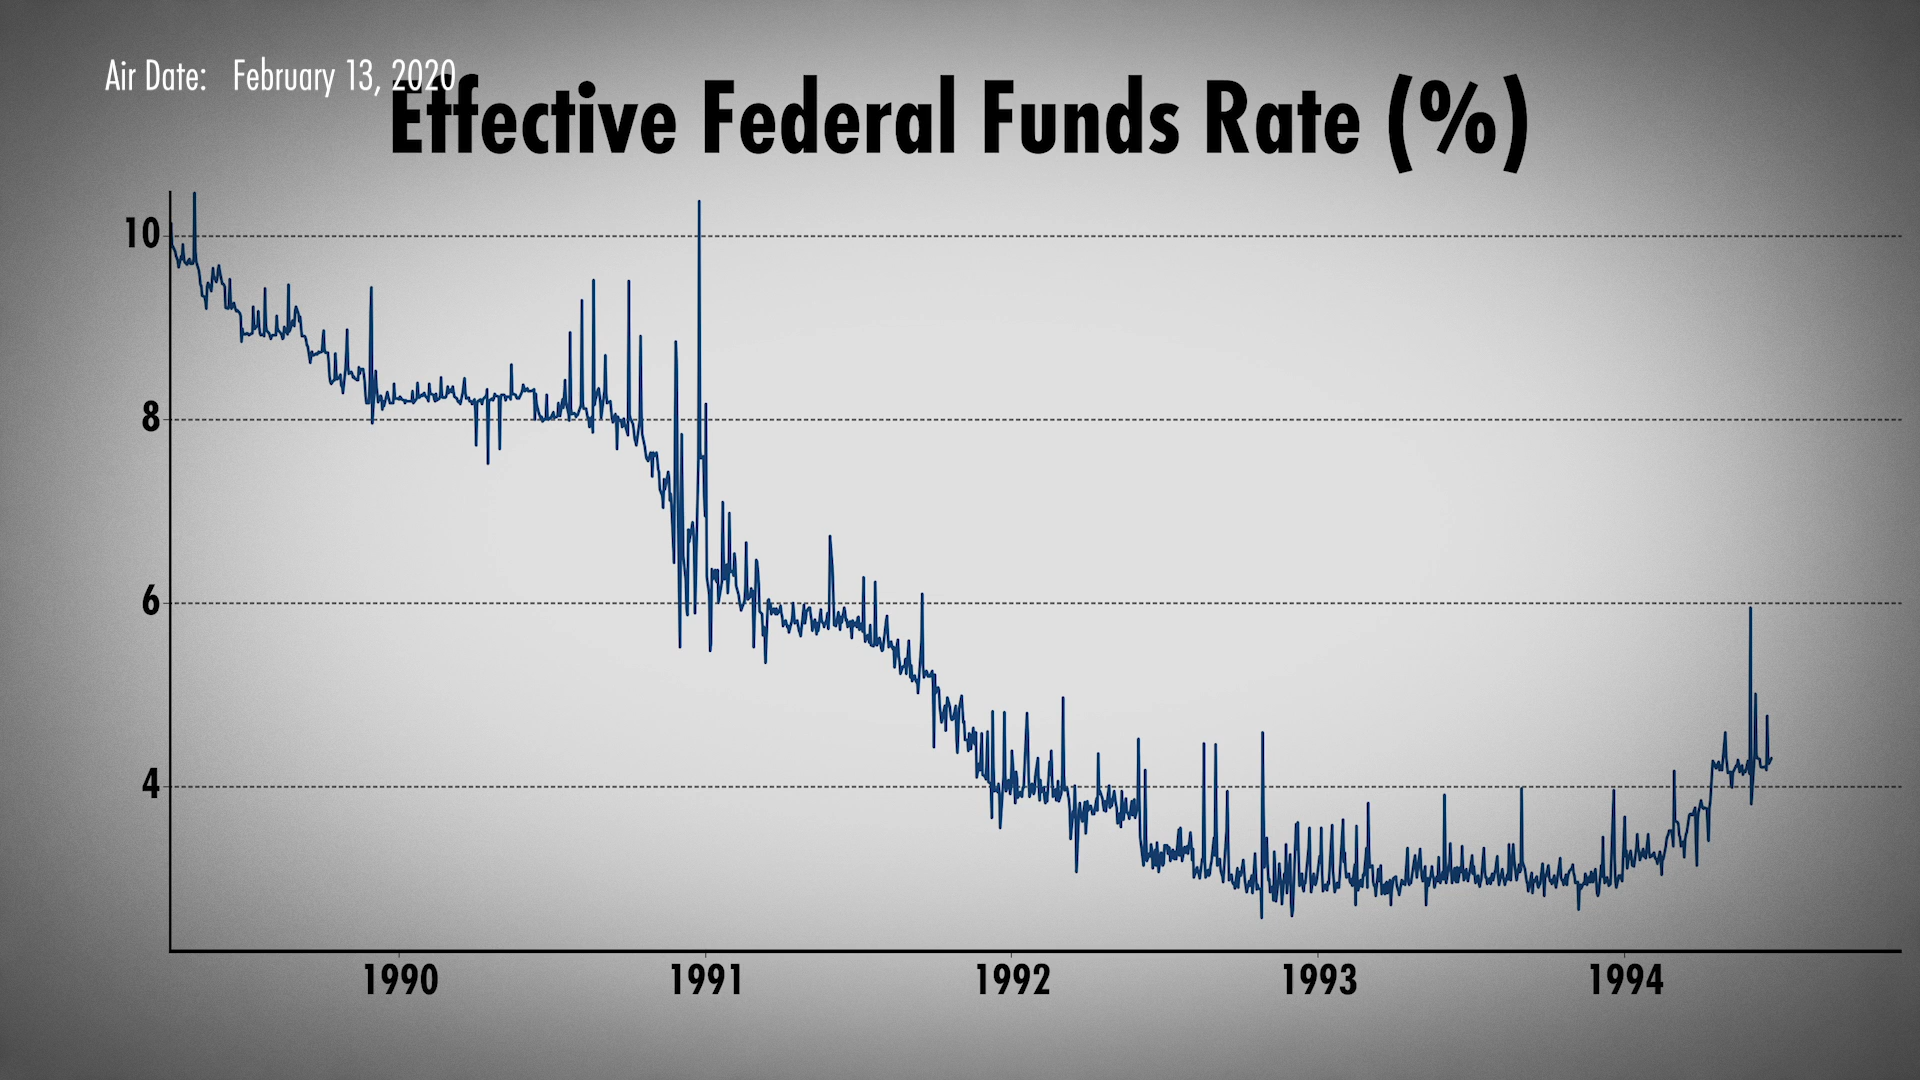 Air Date: February 13, 2020
Effective Federal Funds Rate (%)
10
8
6
4
1990 1991 1992 1993 1994